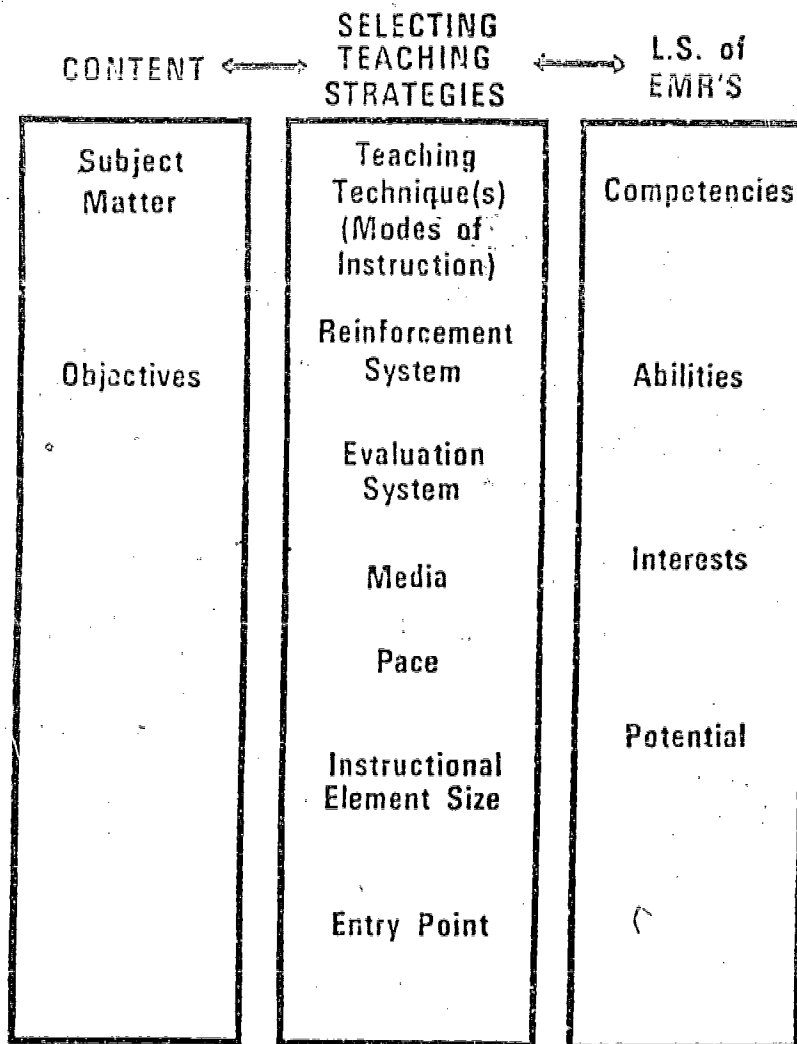 CONTENT
SELECTING
TEACHING
STRATEGIES
L.S. of
EMR'S
Subject
Matter
Objectives
Teaching
Technique(s)
(Modes of
Instruction)
Reinforcement
System
Evaluation
System
Media
Pace
Instructional
Element Size
Entry Point
Competencies
Abilities
Interests
Potential